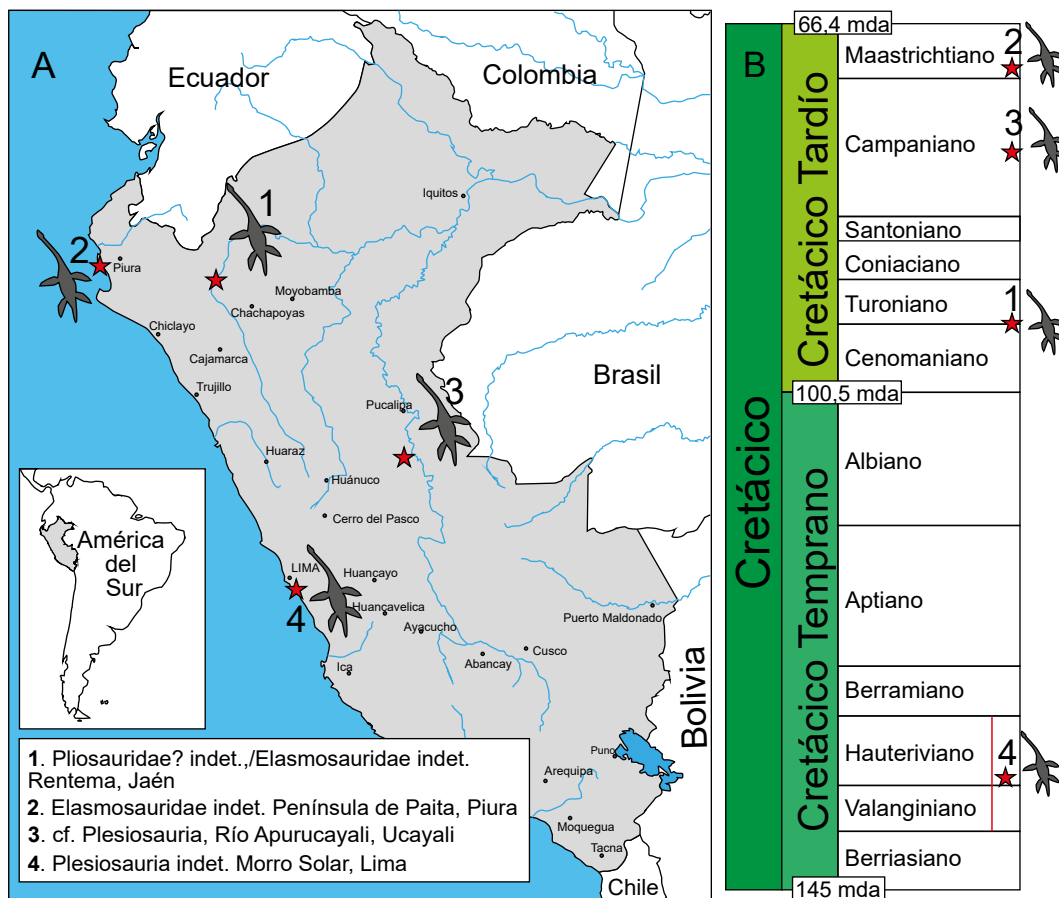 A
Ecuador
Colombia
Iquitos
1
2
Piura
Moyobamba
Chachapoyas
Chiclayo
Cajamarca
Brasil
Trujillo
3
Pucallpa
Huaraz
Huánuco
Cerro del Pasco
América
del
Sur
LIMA
Huancayo
4
Huancavelica
Puerto Maldonado
Ayacucho
Cusco
Abancay
Ica
Bolivia
Puno
Arequipa
Moquegua
Tacna
Chile
1. Pliosauridae? indet.,/Elasmosauridae indet.
Rentema, Jaén
2. Elasmosauridae indet. Península de Paita, Piura
3. cf. Plesiosauria, Río Apurucayali, Ucayali
4. Plesiosauria indet. Morro Solar, Lima
B
66,4 mda
Cretácico
Cretácico Tardío
Maastrichtiano
2
Campaniano
3
Santoniano
Coniaciano
Turoniano
1
Cenomaniano
100,5 mda
Cretácico Temprano
Albiano
Aptiano
Berramiano
Hauteriviano
4
Valanginiano
Berriasiano
145 mda